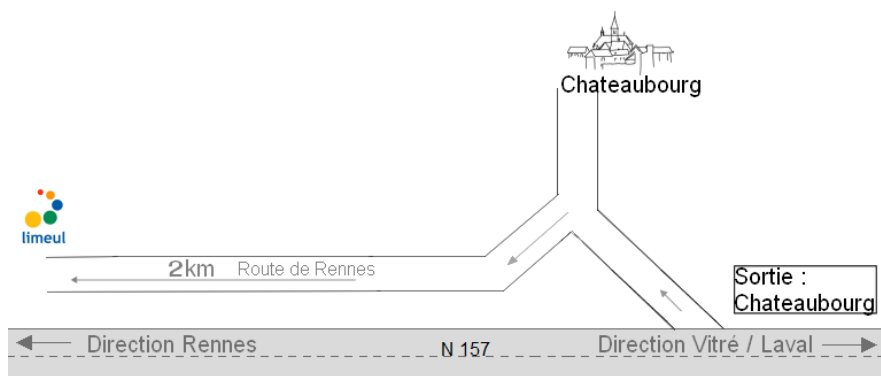 Chateaubourg
limeul
2km Route de Rennes
Sortie :
Chateaubourg
Direction Rennes
N 157
Direction Vitré / Laval